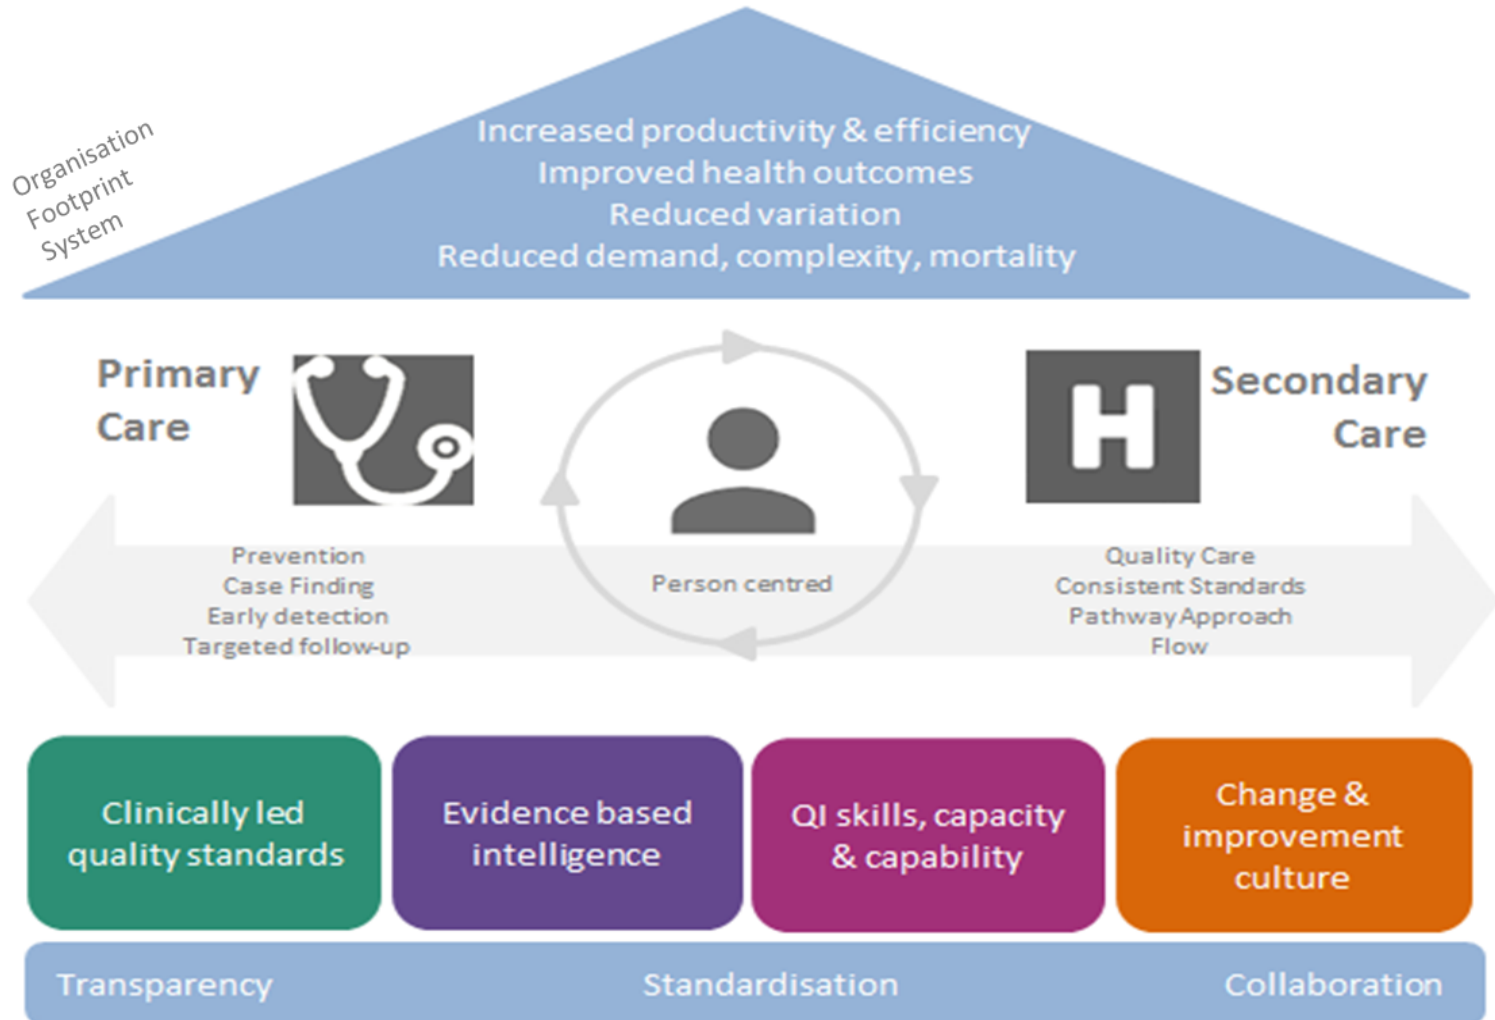 Organisation
Footprint
System
Increased productivity & efficiency
Improved health outcomes
Reduced variation
Reduced demand, complexity, mortality
Primary
Care
H
Secondary
Care
Prevention
Case Finding
Early detection
Targeted follow-up
Person centred
Quality Care
Consistent Standards
Pathway Approach
Flow
Clinically led
quality standards
Evidence based
intelligence
QI skills, capacity
& capability
Change &
improvement
culture
Transparency
Standardisation
Collaboration